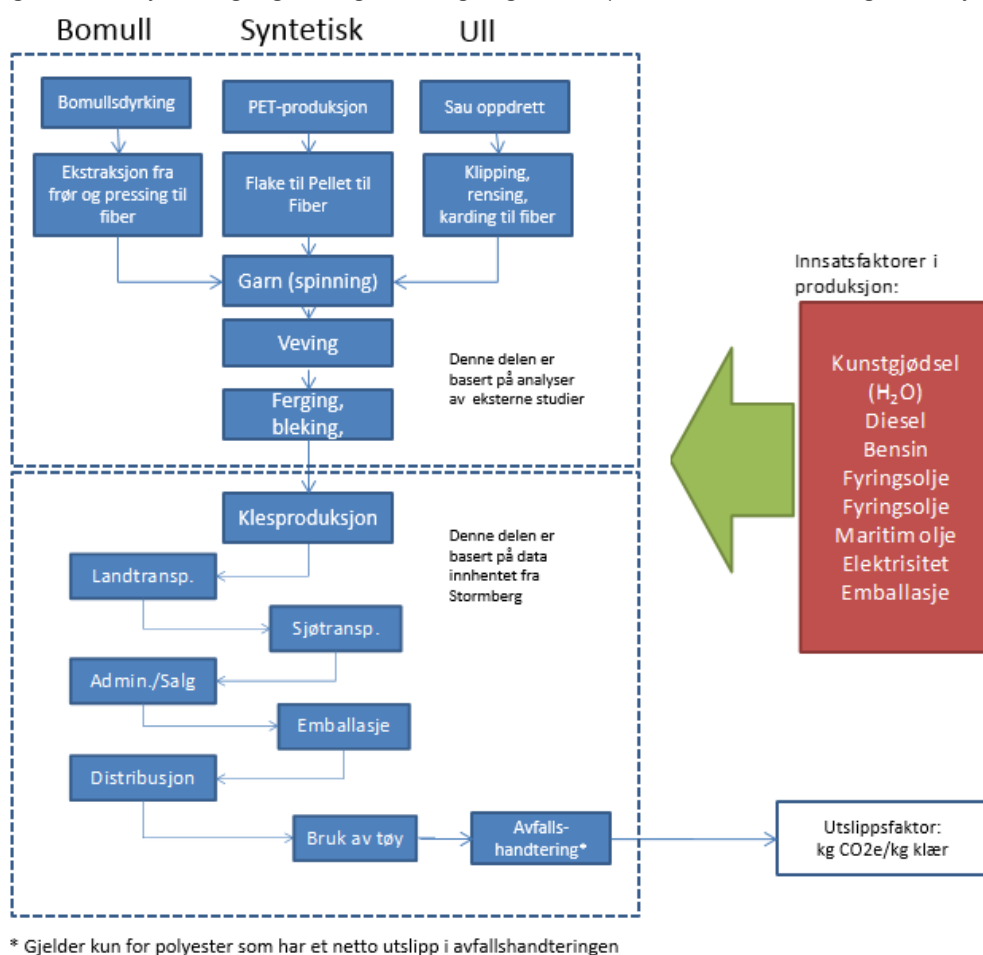 Bomull
Syntetisk
Ull
Bomullsdyrking
PET-produksjon
Sau oppdrett
Ekstraksjon fra
frør og pressing til
fiber
Flake til Pellet til
Fiber
Klipping,
rensing,
karding til fiber
Garn (spinning)
Veving
Ferging,
bleking,
Denne delen er
basert på analyser
av eksterne studier
Innsatsfaktorer i
produksjon:
Kunstgjødsel
(H₂O)
Diesel
Bensin
Fyringsolje
Fyringsolje
Maritim olje
Elektrisitet
Emballasje
Klesproduksjon
Denne delen er
basert på data
innhentet fra
Stormberg
Landtransp.
Sjøtransp.
Admin./Salg
Emballasje
Distribusjon
Bruk av tøy
Avfalls-
handtering*
Utslippsfaktor:
kg CO2e/kg klær
* Gjelder kun for polyester som har et netto utslipp i avfallshandteringen